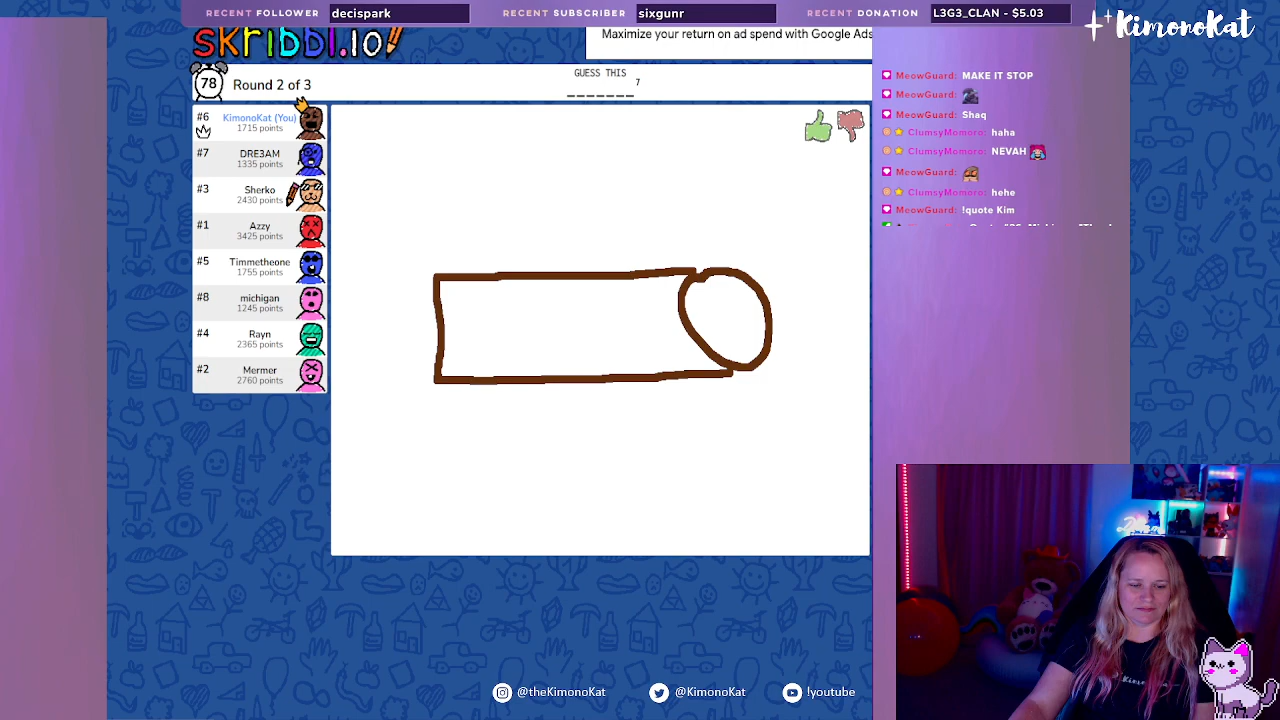 RECENT FOLLOWER decispark RECENT SUBSCRIBER sixgunr RECENT DONATION L3G3_CLAN - $5.03
KimonoKat
skribbl.io
Maximize your return on ad spend with Google Ads
78 Round 2 of 3
GUESS THIS
_______ 7
#6 KimonoKat (You)
1715 points
#7 DRE3AM
1335 points
#3 Sherko
2430 points
#1 Azzy
3425 points
#5 Timmetheone
1755 points
#8 michigan
1245 points
#4 Rayn
2365 points
#2 Mermer
2760 points
MeowGuard: MAKE IT STOP
MeowGuard:
MeowGuard: Shaq
ClumsyMomoro: haha
ClumsyMomoro: NEVAH
MeowGuard:
ClumsyMomoro: hehe
MeowGuard: !quote Kim
@theKimonoKat @KimonoKat !youtube